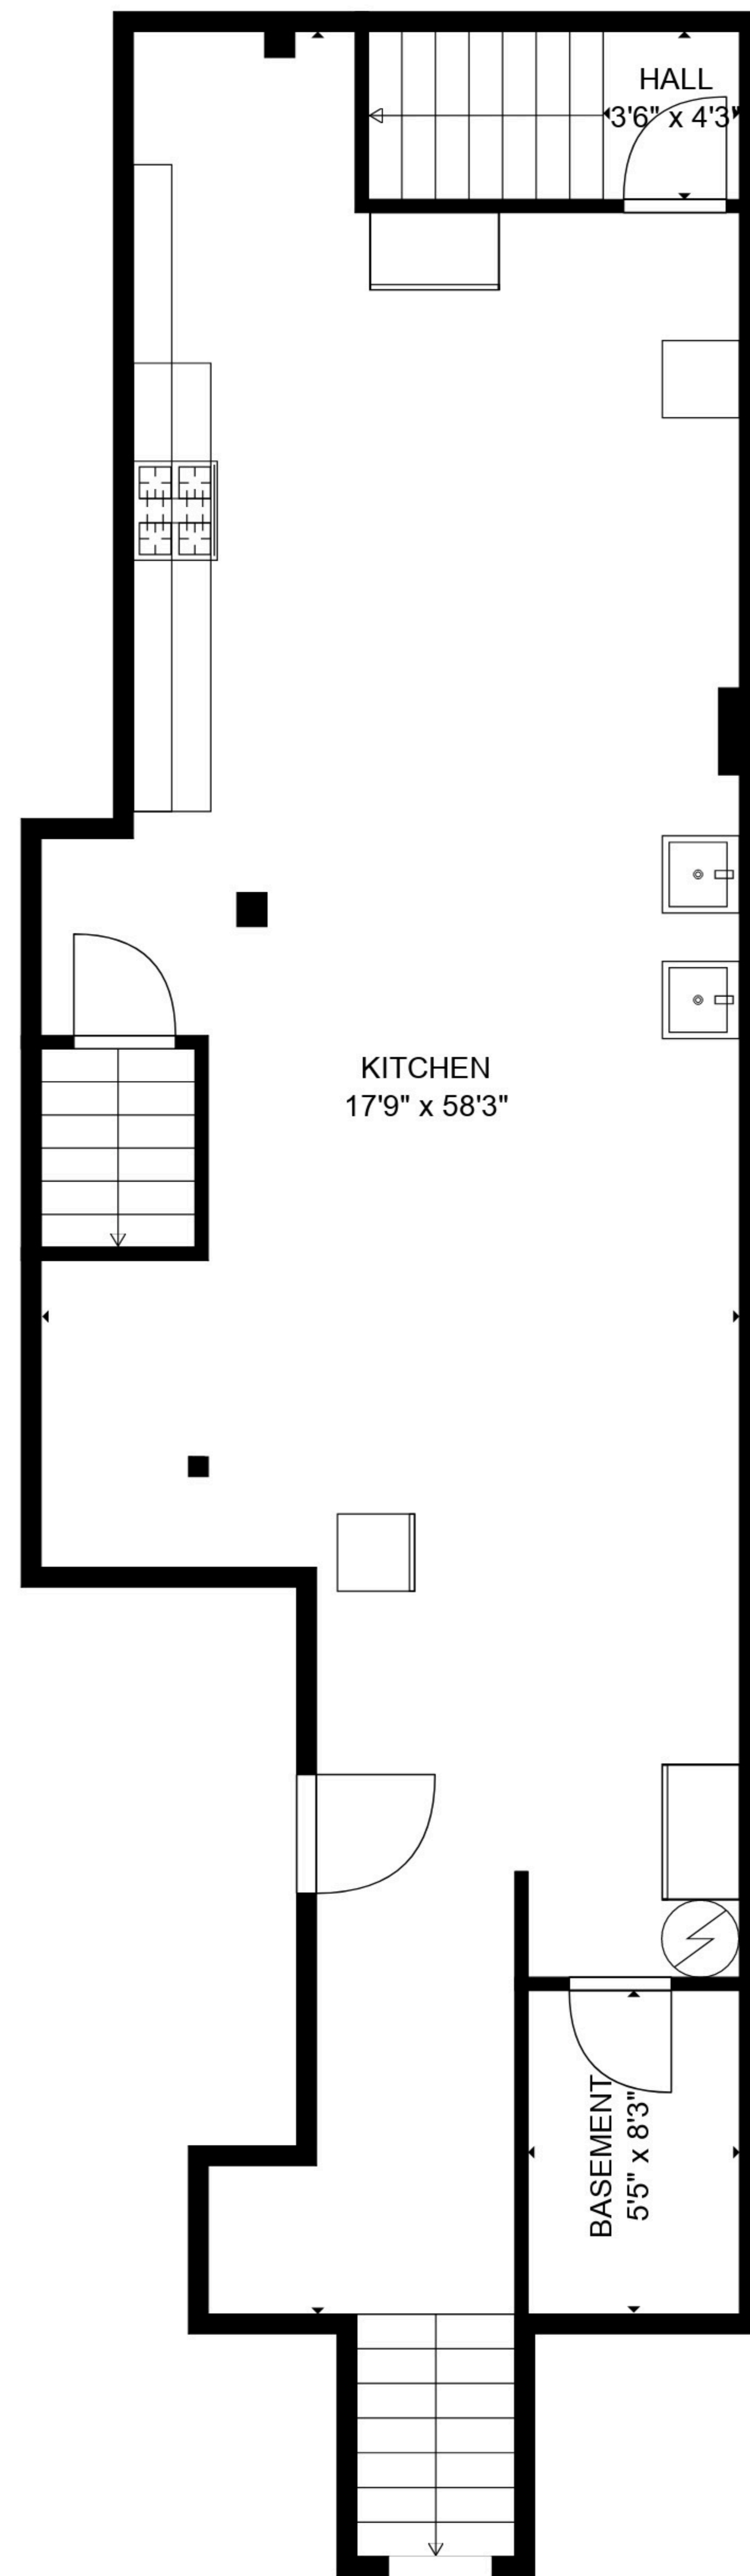 HALL
3'6" x 4'3"
KITCHEN
17'9" x 58'3"
BASEMENT
5'5" x 8'3"